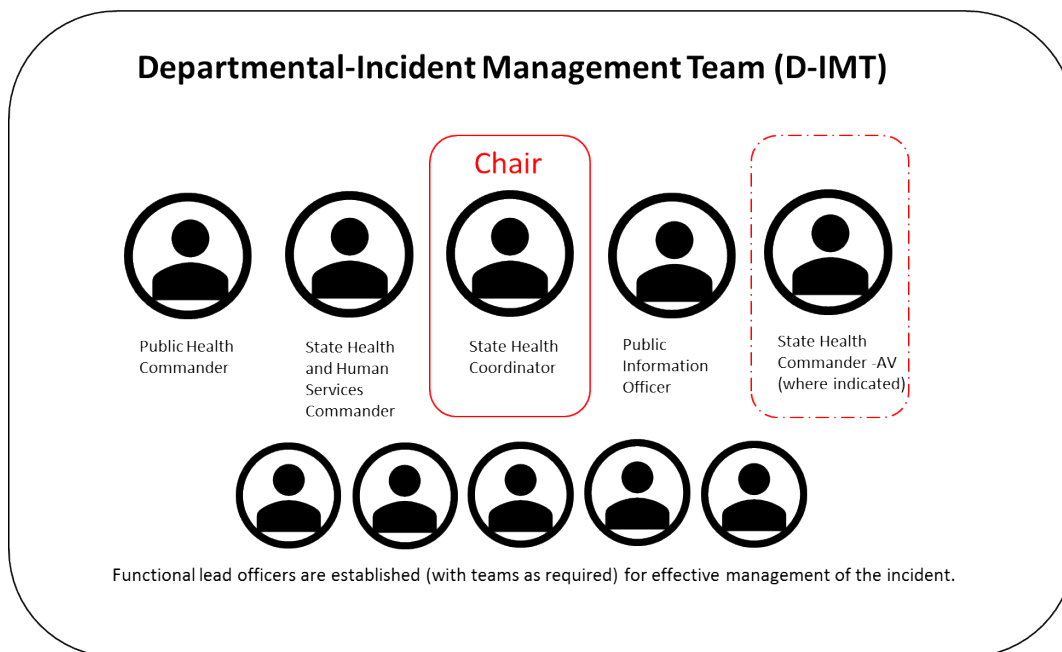 Departmental-Incident Management Team (D-IMT)
Chair
Public Health
Commander
State Health
and Human
Services
Commander
State Health
Coordinator
Public
Information
Officer
State Health
Commander -AV
(where indicated)
Functional lead officers are established (with teams as required) for effective management of the incident.